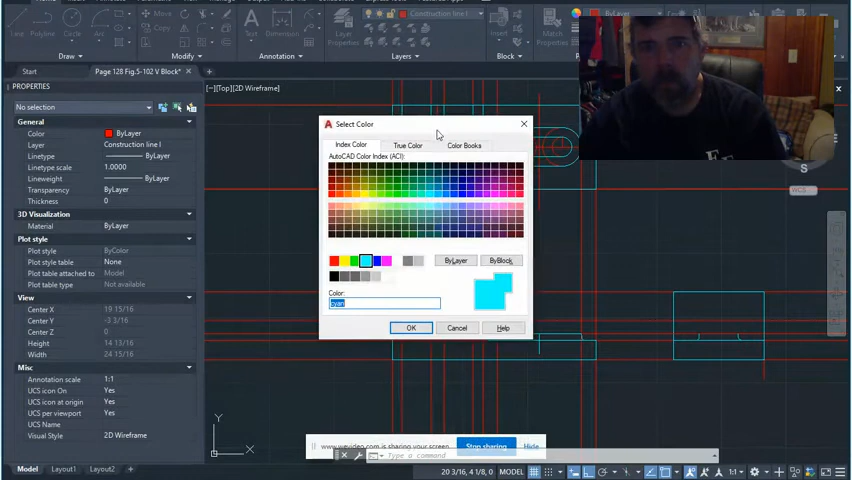 Construction line l
ByLayer
Line
Polyline
Circle
Arc
Text
Dimension
Layer
Properties
Block
Match
Properties
Draw
Modify
Annotation
Layers
Block
Start
Page 128 Fig.5-102 V Block*
PROPERTIES
[−][Top][2D Wireframe]
No selection
General
Color ByLayer
Layer Construction line l
Linetype ByLayer
Linetype scale 1.0000
Lineweight ByLayer
Transparency ByLayer
Thickness 0
3D Visualization
Material ByLayer
Plot style
Plot style ByColor
Plot style table None
Plot table attached to Model
Plot table type Not available
View
Center X 19 15/16
Center Y -3 3/16
Center Z 0
Height 14 13/16
Width 24 15/16
Misc
Annotation scale 1:1
UCS icon On Yes
UCS icon at origin Yes
UCS per viewport Yes
UCS Name
Visual Style 2D Wireframe
Select Color
Index Color
True Color
Color Books
AutoCAD Color Index (ACI):
ByLayer
ByBlock
Color:
cyan
OK
Cancel
Help
S
WCS
Y
X
www.wevideo.com is sharing your screen.
Stop sharing
Hide
Type a command
Model
Layout1
Layout2
20 3/16, 4 1/8, 0
MODEL
1:1